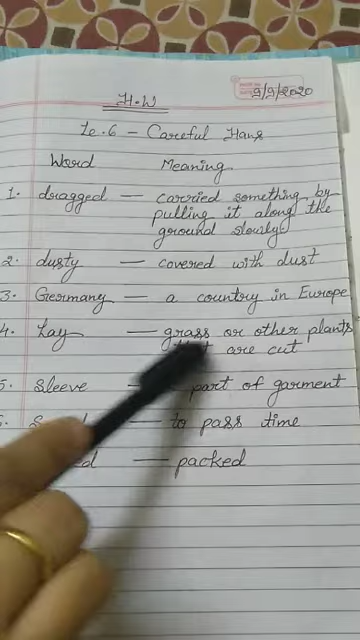 H.W
9/9/2020
Le.6 - Careful Hans
Word Meaning
1. dragged — carried something by
pulling it along the
ground slowly
2. dusty — covered with dust
3. Germany — a country in Europe
4. Hay — grass or other plants
that are cut
5. Sleeve — part of garment
to pass time
— packed